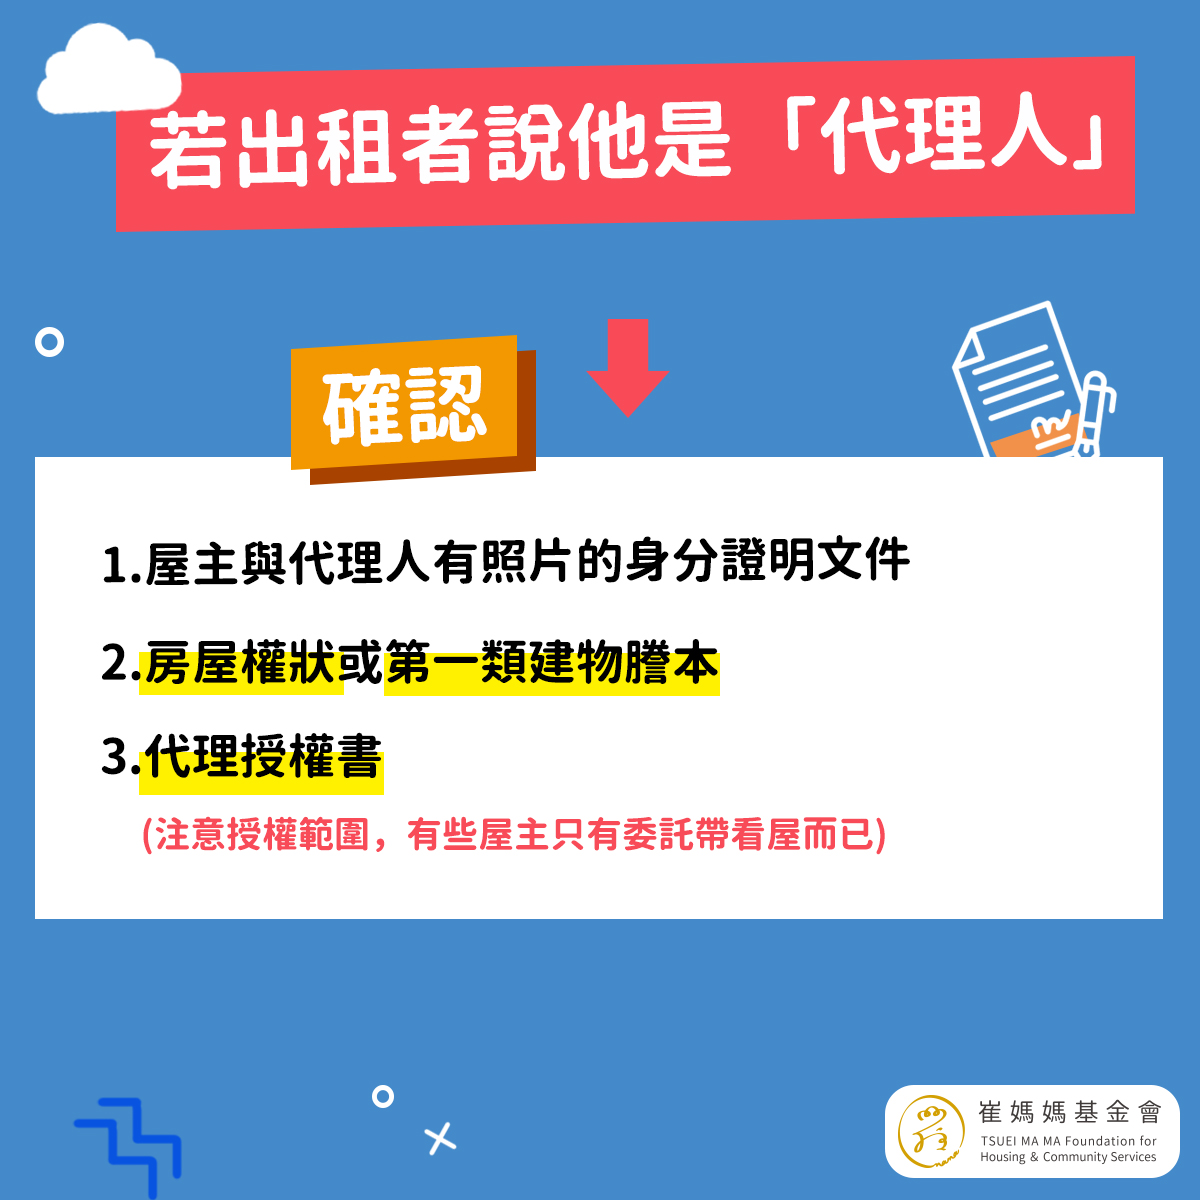 若出租者說他是「代理人」
確認
1.屋主與代理人有照片的身分證明文件
2.房屋權狀或第一類建物謄本
3.代理授權書
(注意授權範圍，有些屋主只有委託帶看屋而已)
崔媽媽基金會
TSUEI MA MA Foundation for
Housing & Community Services